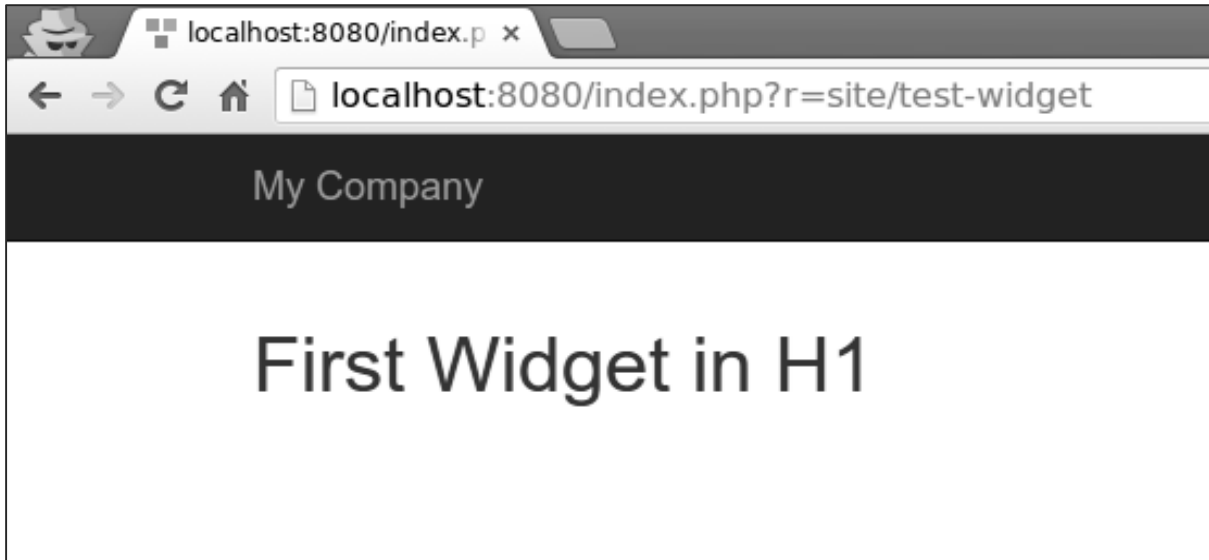 localhost:8080/index.p
localhost:8080/index.php?r=site/test-widget
My Company
First Widget in H1